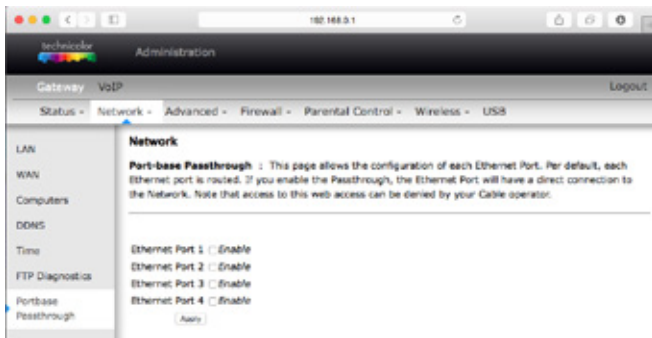 192.168.0.1
technicolor
Administration
Gateway VoIP Logout
Status - Network - Advanced - Firewall - Parental Control - Wireless - USB
LAN
WAN
Computers
DDNS
Time
FTP Diagnostics
Portbase
Passthrough
Network
Port-base Passthrough : This page allows the configuration of each Ethernet Port. Per default, each
Ethernet port is routed. If you enable the Passthrough, the Ethernet Port will have a direct connection to
the Network. Note that access to this web access can be denied by your Cable operator.
Ethernet Port 1 Enable
Ethernet Port 2 Enable
Ethernet Port 3 Enable
Ethernet Port 4 Enable
Apply